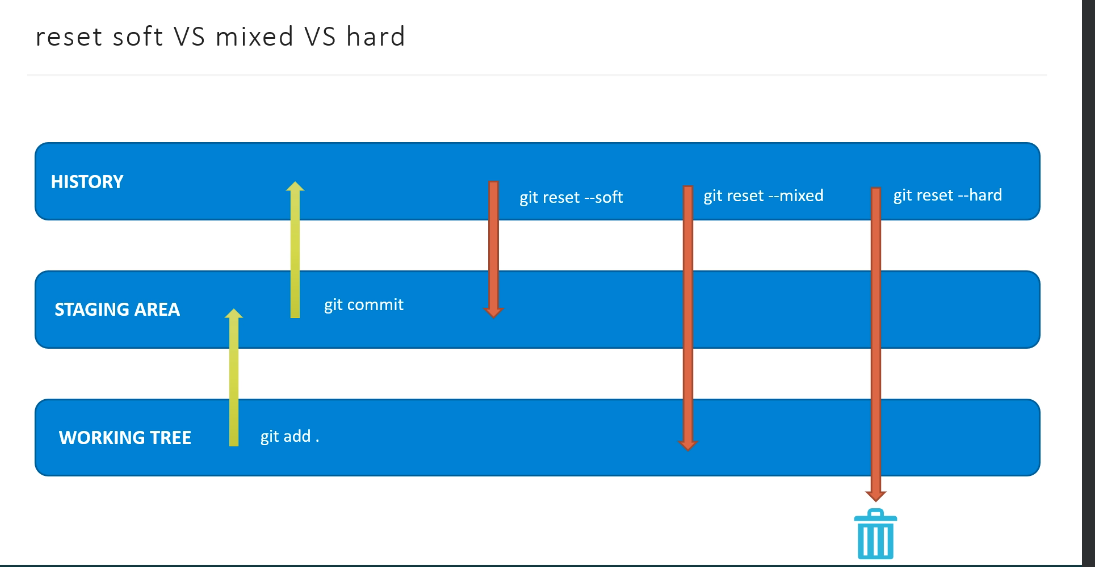 reset soft VS mixed VS hard
HISTORY
git reset --soft
git reset --mixed
git reset --hard
STAGING AREA
git commit
WORKING TREE
git add .